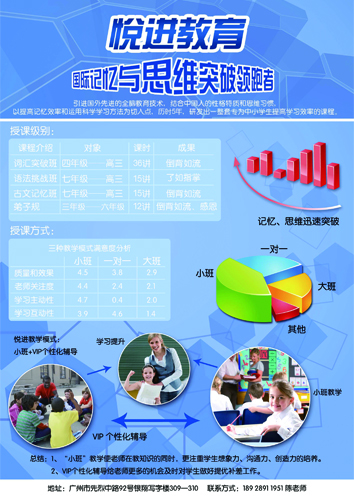 悦进教育
国际记忆与思维突破领跑者
引进国外先进的全脑教育技术，结合中国人的性格特质和思维习惯，
以提高记忆效率和运用科学学习方法为切入点，历时5年，研发出一整套专为中小学生提高学习效率的课程。
授课级别：
课程介绍 对象 课时 成果
词汇突破班 四年级——高三 36讲 倒背如流
语法挑战班 七年级——高三 15讲 了如指掌
古文记忆班 七年级——高三 15讲 倒背如流
弟子规 三年级——六年级 12讲 倒背如流、感恩
记忆、思维迅速突破
授课方式：
三种教学模式满意度分析
小班 一对一 大班
质量和效果 4.5 3.8 2.9
老师关注度 4.4 2.4 2.1
学习主动性 4.7 0.4 2.0
学习互动性 3.9 4.6 1.4
一对一
小班
大班
其他
悦进教学模式：
小班+VIP个性化辅导
学习提升
小班教学
VIP 个性化辅导
总结：1、“小班”教学使老师在教知识的同时，更注重学生想象力、沟通力、创造力的培养。
2、VIP个性化辅导给老师更多的机会及时对学生做好提优补差工作。
地址：广州市先烈中路92号银翔写字楼309—310 联系方式：189 2891 1951 陈老师